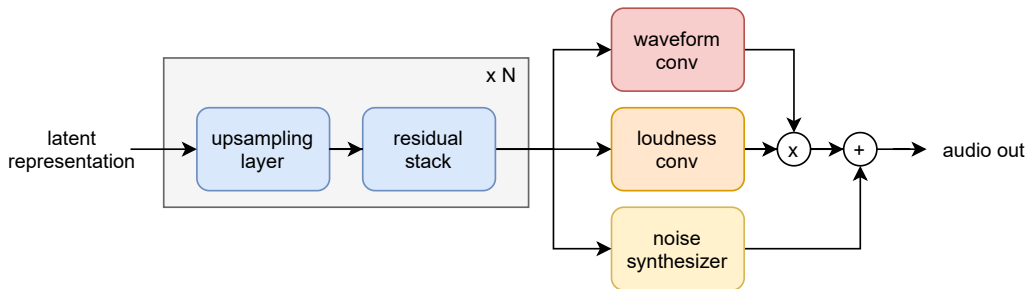 x N
latent
representation
upsampling
layer
residual
stack
waveform
conv
loudness
conv
noise
synthesizer
x
+
audio out